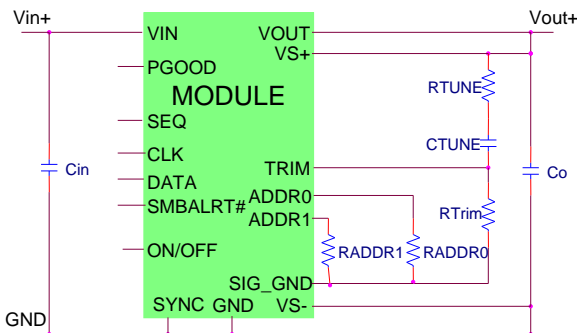 Vin+
Vout+
VIN
VOUT
VS+
PGOOD
RTUNE
MODULE
SEQ
CTUNE
CLK
TRIM
Cin
Co
DATA
ADDR0
SMBALRT#
ADDR1
RTrim
ON/OFF
RADDR1
RADDR0
SIG_GND
SYNC
GND
VS-
GND